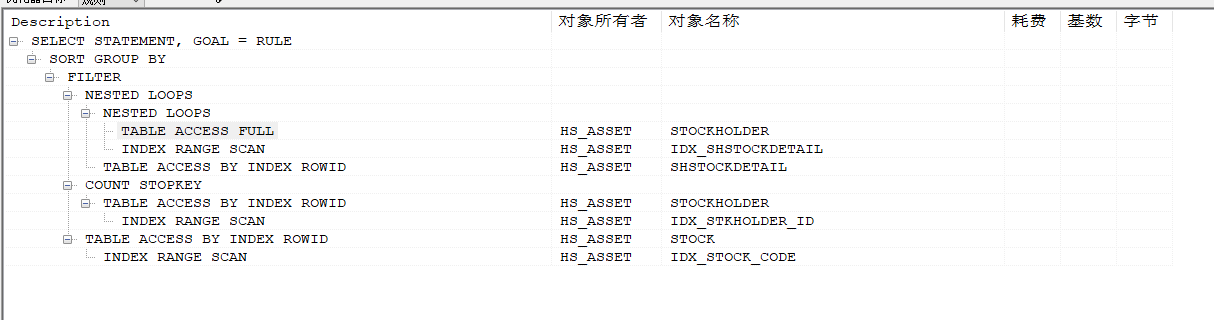 Description 对象所有者 对象名称 耗费 基数 字节
SELECT STATEMENT, GOAL = RULE
SORT GROUP BY
FILTER
NESTED LOOPS
NESTED LOOPS
TABLE ACCESS FULL HS_ASSET STOCKHOLDER
INDEX RANGE SCAN HS_ASSET IDX_SHSTOCKDETAIL
TABLE ACCESS BY INDEX ROWID HS_ASSET SHSTOCKDETAIL
COUNT STOPKEY
TABLE ACCESS BY INDEX ROWID HS_ASSET STOCKHOLDER
INDEX RANGE SCAN HS_ASSET IDX_STKHOLDER_ID
TABLE ACCESS BY INDEX ROWID HS_ASSET STOCK
INDEX RANGE SCAN HS_ASSET IDX_STOCK_CODE